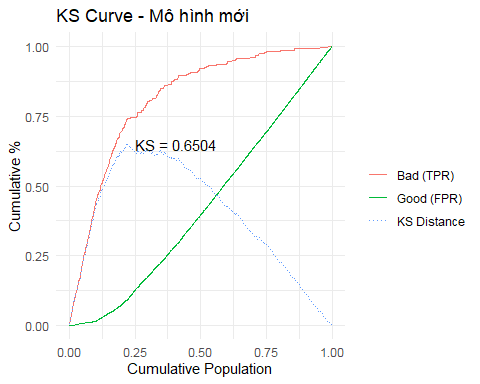 KS Curve - Mô hình mới
1.00
0.75
0.50
0.25
0.00
Cumulative %
KS = 0.6504
0.00 0.25 0.50 0.75 1.00
Cumulative Population
Bad (TPR)
Good (FPR)
KS Distance